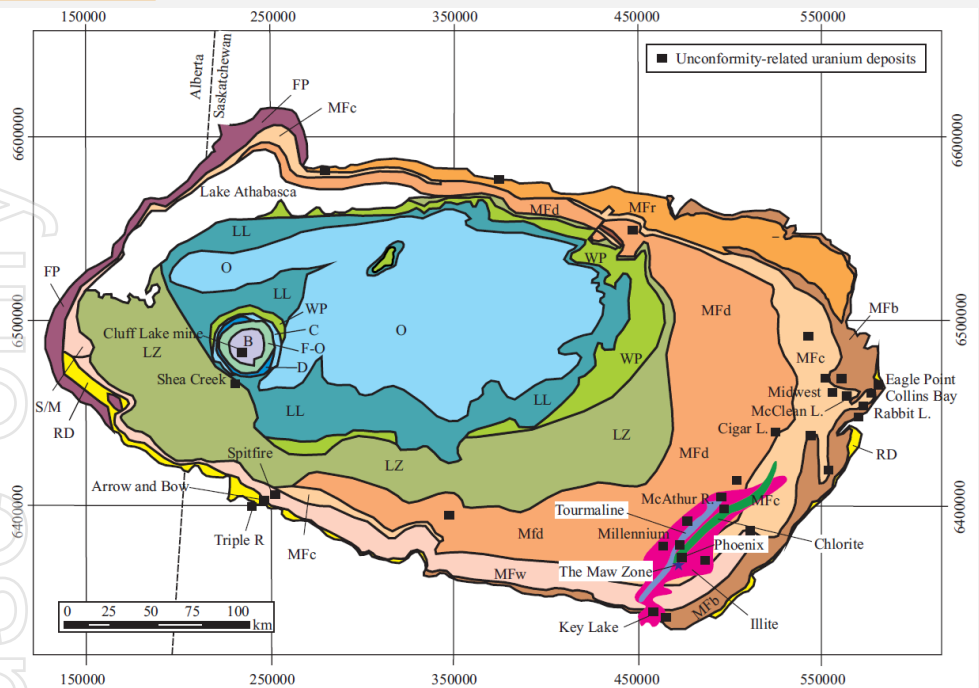 150000 250000 350000 450000 550000
Alberta
Saskatchewan
Unconformity-related uranium deposits
FP
MFc
6600000
6600000
Lake Athabasca
MFd
MFr
LL
WP
O
FP
LL
WP
MFd
MFb
6500000
6500000
C
O
Cluff Lake mine
B
F-O
MFc
LZ
D
WP
Shea Creek
Eagle Point
Midwest
Collins Bay
S/M
LL
LL
McClean L.
Rabbit L.
RD
Cigar L.
LZ
Spitfire
LZ
MFd
RD
Arrow and Bow
McAthur R.
MFc
6400000
6400000
Tourmaline
Triple R
MFc
Mfd
Millennium
Phoenix
Chlorite
MFw
The Maw Zone
0 25 50 75 100
km
MFb
Key Lake
Illite
150000 250000 350000 450000 550000